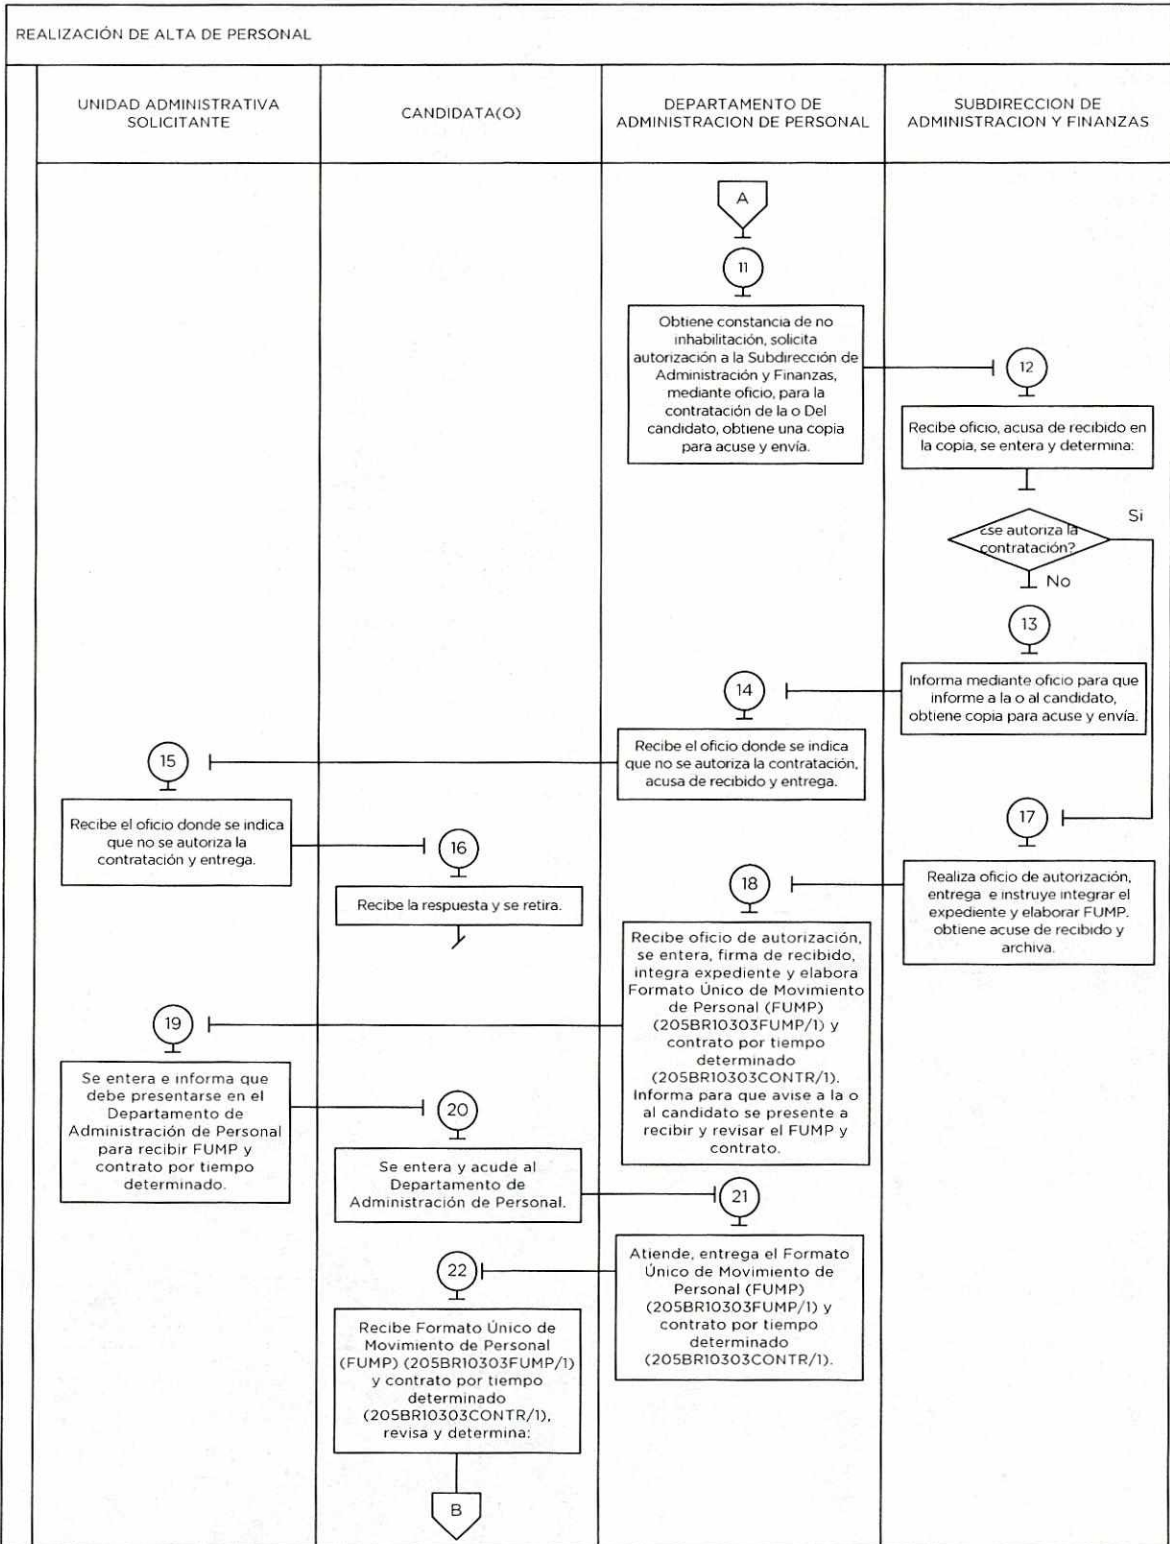 REALIZACIÓN DE ALTA DE PERSONAL
UNIDAD ADMINISTRATIVA
SOLICITANTE
CANDIDATA(O)
DEPARTAMENTO DE
ADMINISTRACION DE PERSONAL
SUBDIRECCION DE
ADMINISTRACION Y FINANZAS
A
11
Obtiene constancia de no
inhabilitación, solicita
autorización a la Subdirección de
Administración y Finanzas,
mediante oficio, para la
contratación de la o Del
candidato, obtiene una copia
para acuse y envía.
12
Recibe oficio, acusa de recibido en
la copia, se entera y determina:
¿se autoriza la
contratación?
Si
No
13
Informa mediante oficio para que
informe a la o al candidato,
obtiene copia para acuse y envía.
14
Recibe el oficio donde se indica
que no se autoriza la contratación,
acusa de recibido y entrega.
15
Recibe el oficio donde se indica
que no se autoriza la
contratación y entrega.
16
Recibe la respuesta y se retira.
17
Realiza oficio de autorización,
entrega e instruye integrar el
expediente y elaborar FUMP.
obtiene acuse de recibido y
archiva.
18
Recibe oficio de autorización,
se entera, firma de recibido,
integra expediente y elabora
Formato Único de Movimiento
de Personal (FUMP)
(205BR10303FUMP/1) y
contrato por tiempo
determinado
(205BR10303CONTR/1).
Informa para que avise a la o
al candidato se presente a
recibir y revisar el FUMP y
contrato.
19
Se entera e informa que
debe presentarse en el
Departamento de
Administración de Personal
para recibir FUMP y
contrato por tiempo
determinado.
20
Se entera y acude al
Departamento de
Administración de Personal.
21
Atiende, entrega el Formato
Único de Movimiento de
Personal (FUMP)
(205BR10303FUMP/1) y
contrato por tiempo
determinado
(205BR10303CONTR/1).
22
Recibe Formato Único de
Movimiento de Personal
(FUMP) (205BR10303FUMP/1)
y contrato por tiempo
determinado
(205BR10303CONTR/1),
revisa y determina:
B